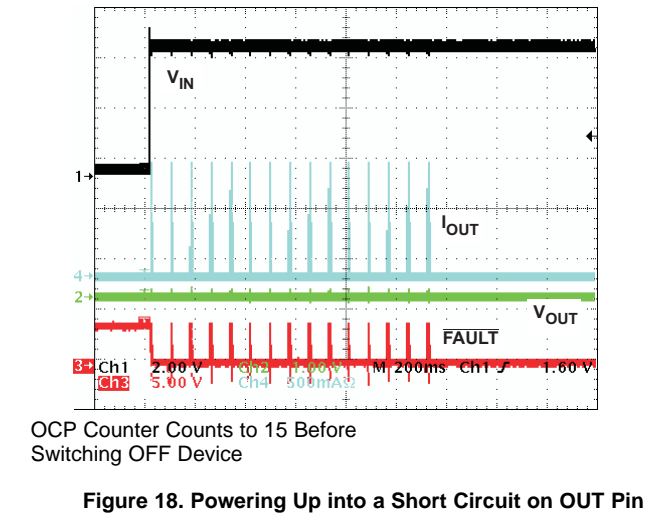 VIN
1
IOUT
4
2
VOUT
FAULT
3 Ch1 2.00 V Ch2 1.00 V M 200ms Ch1 1.60 V
Ch3 5.00 V Ch4 500mAΩ
OCP Counter Counts to 15 Before
Switching OFF Device
Figure 18. Powering Up into a Short Circuit on OUT Pin